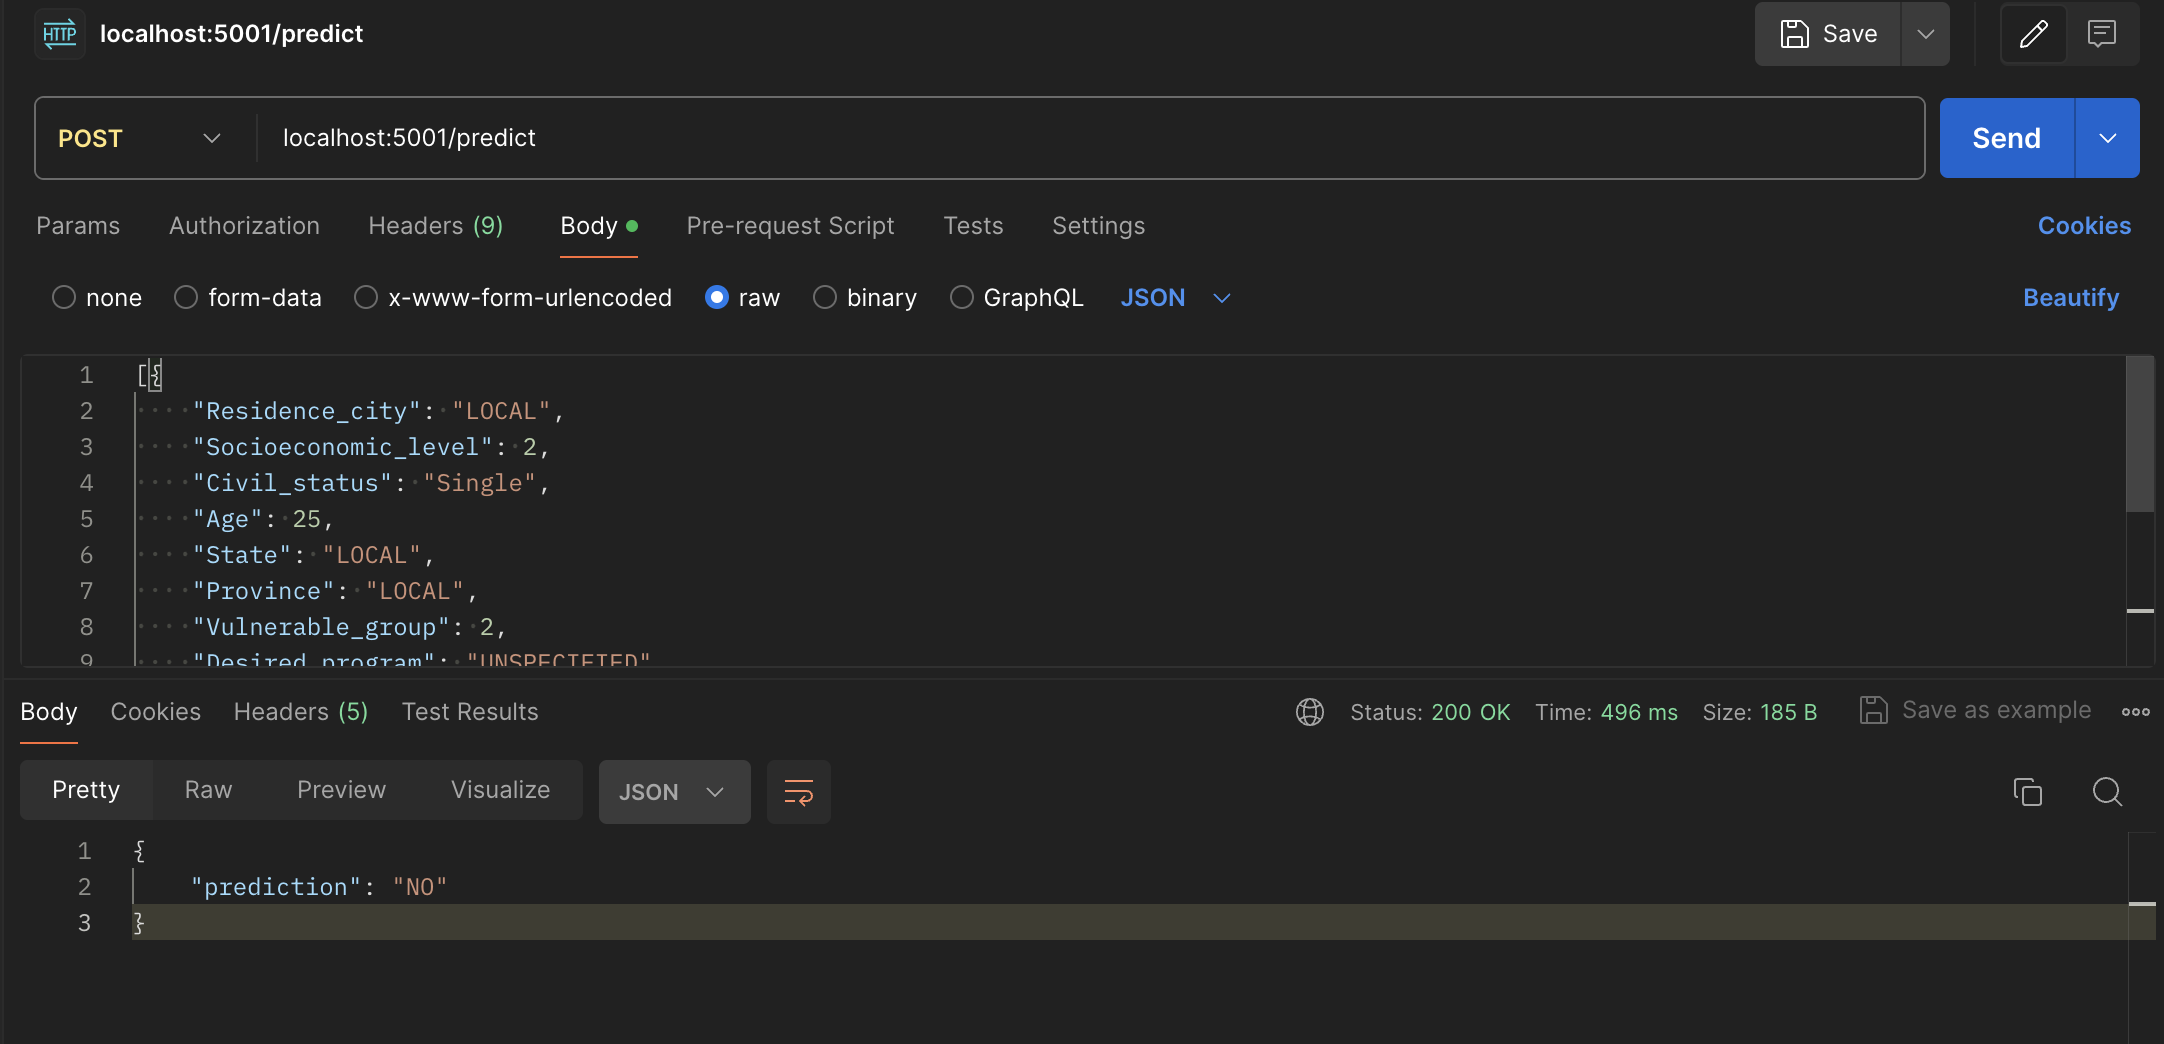 HTTP localhost:5001/predict Save
POST localhost:5001/predict Send
Params Authorization Headers (9) Body Pre-request Script Tests Settings Cookies
none form-data x-www-form-urlencoded raw binary GraphQL JSON Beautify
1 [{
2 "Residence_city": "LOCAL",
3 "Socioeconomic_level": 2,
4 "Civil_status": "Single",
5 "Age": 25,
6 "State": "LOCAL",
7 "Province": "LOCAL",
8 "Vulnerable_group": 2,
9 "Desired_program": "UNSPECIFIED"
Body Cookies Headers (5) Test Results Status: 200 OK Time: 496 ms Size: 185 B Save as example
Pretty Raw Preview Visualize JSON
1 {
2 "prediction": "NO"
3 }